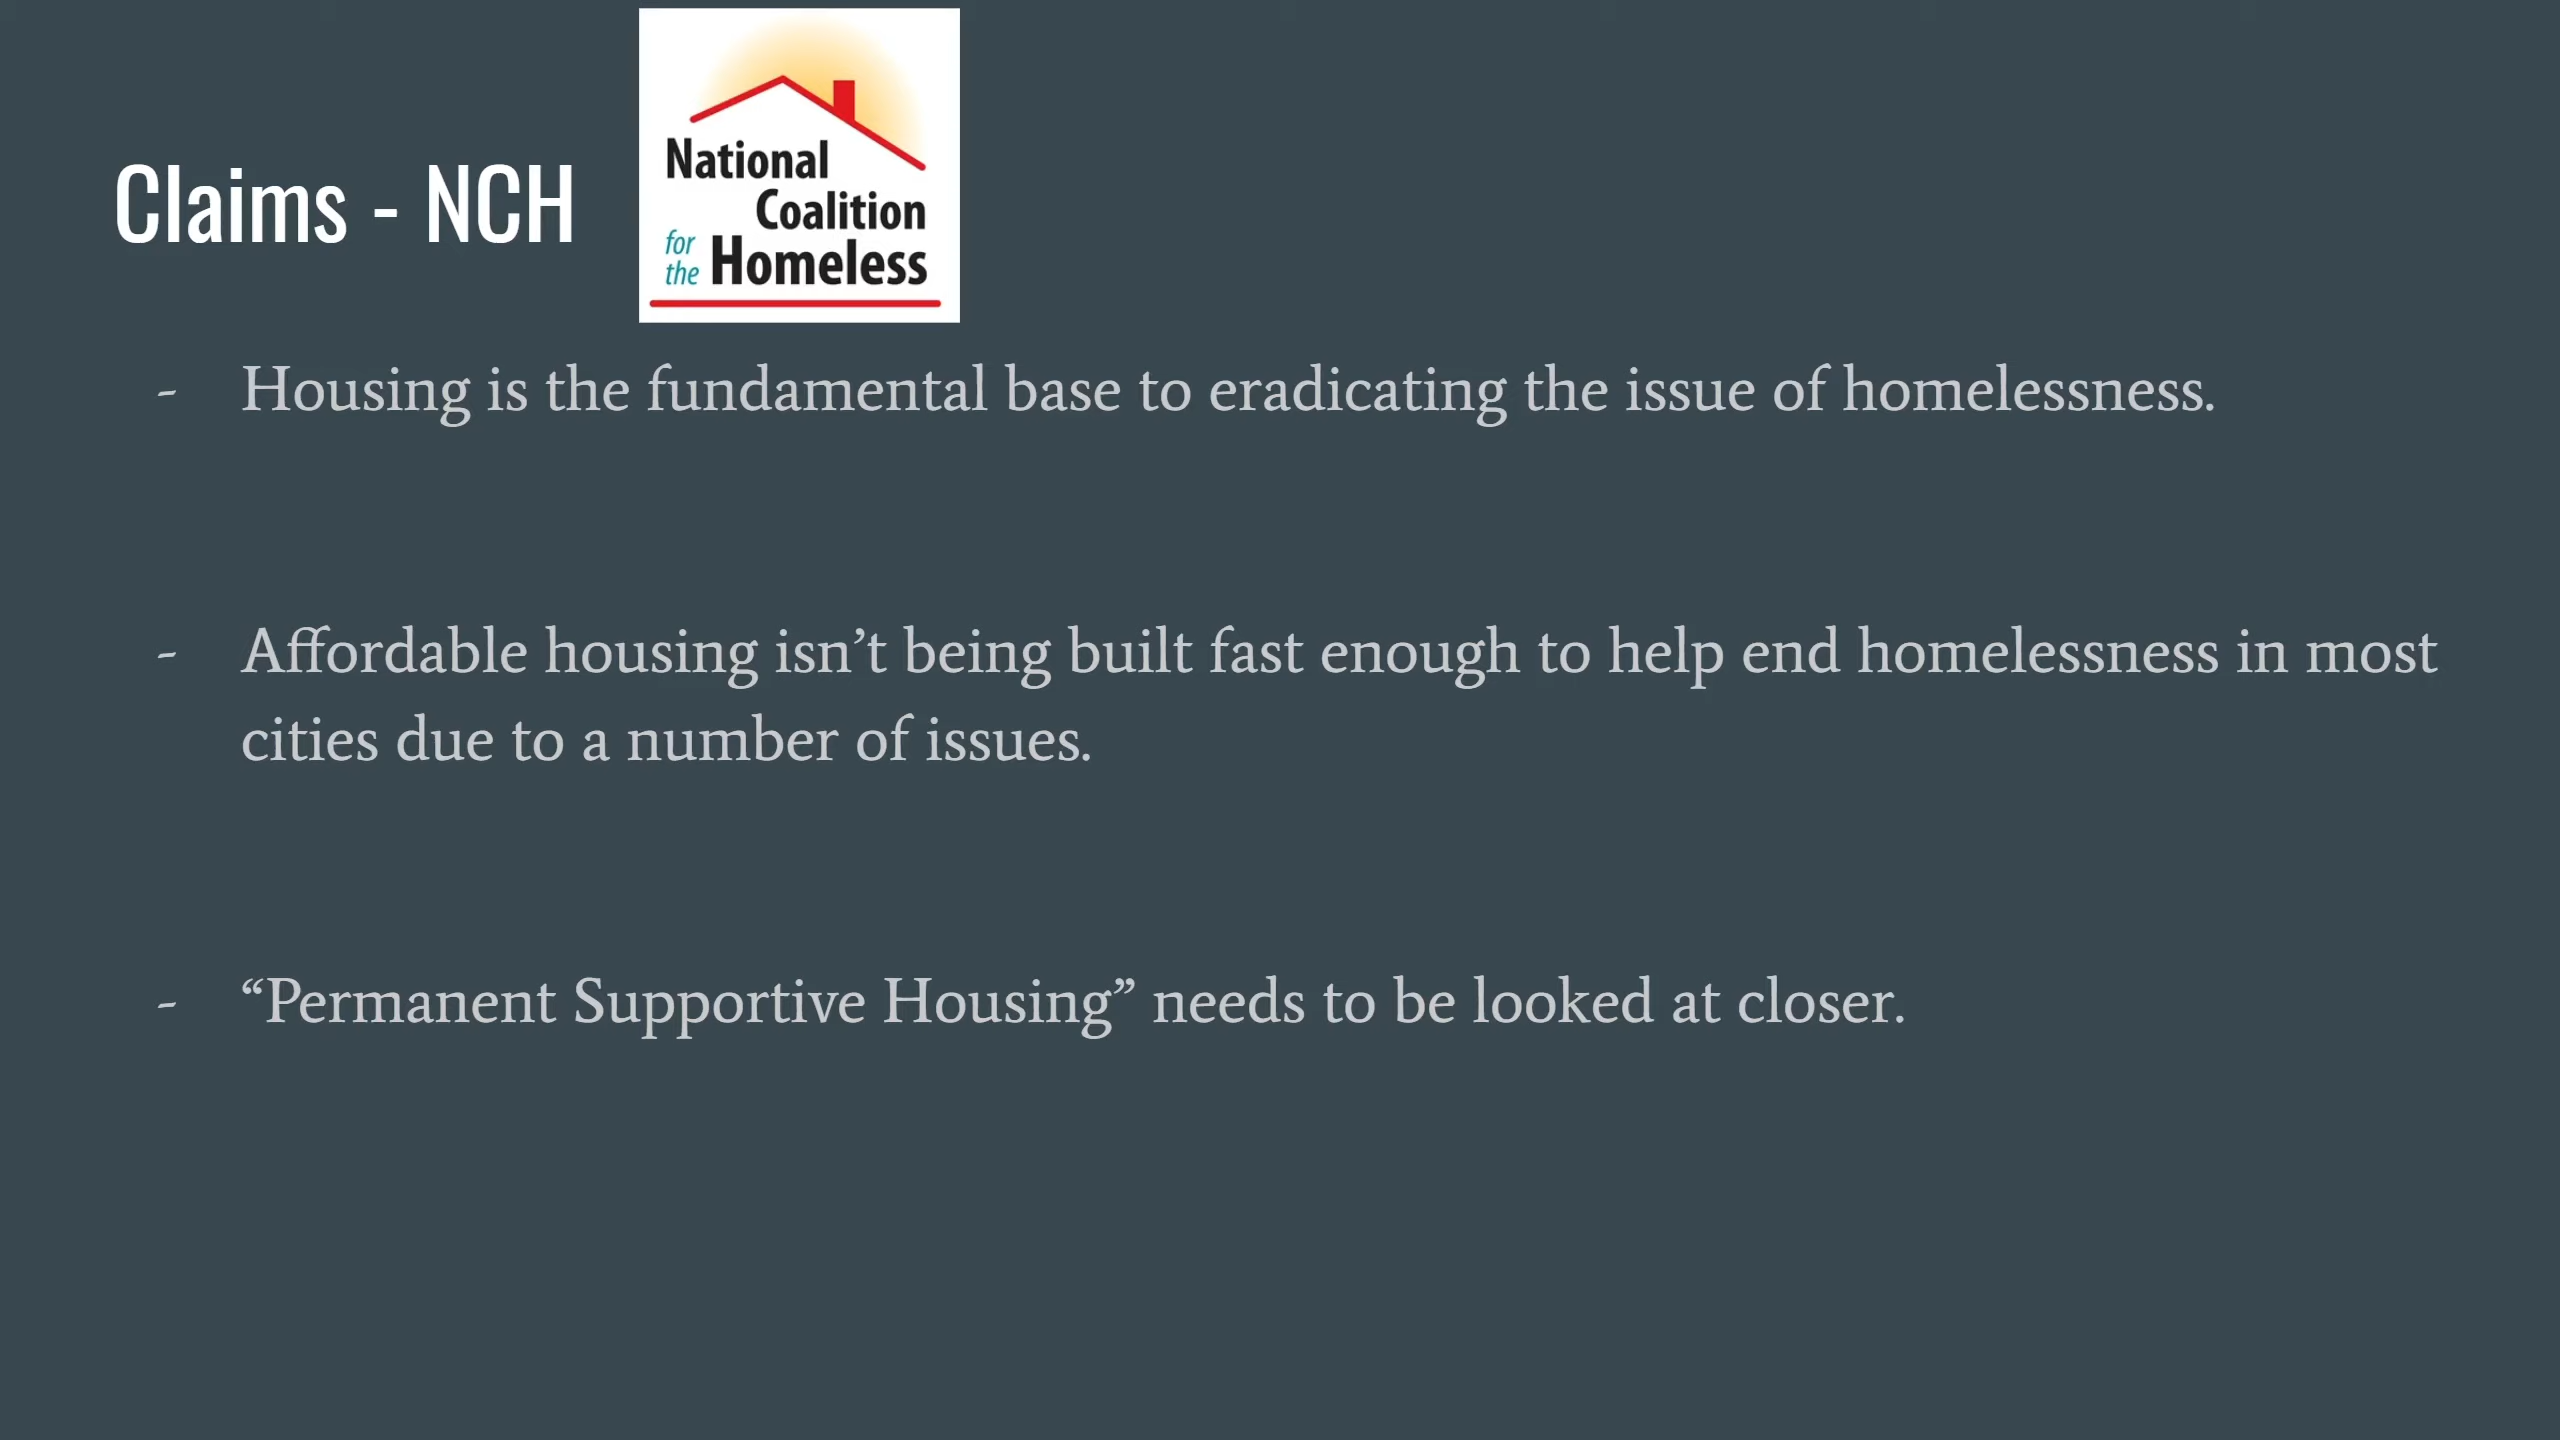 Claims - NCH
National
Coalition
for
the Homeless
- Housing is the fundamental base to eradicating the issue of homelessness.
- Affordable housing isn’t being built fast enough to help end homelessness in most
cities due to a number of issues.
- “Permanent Supportive Housing” needs to be looked at closer.